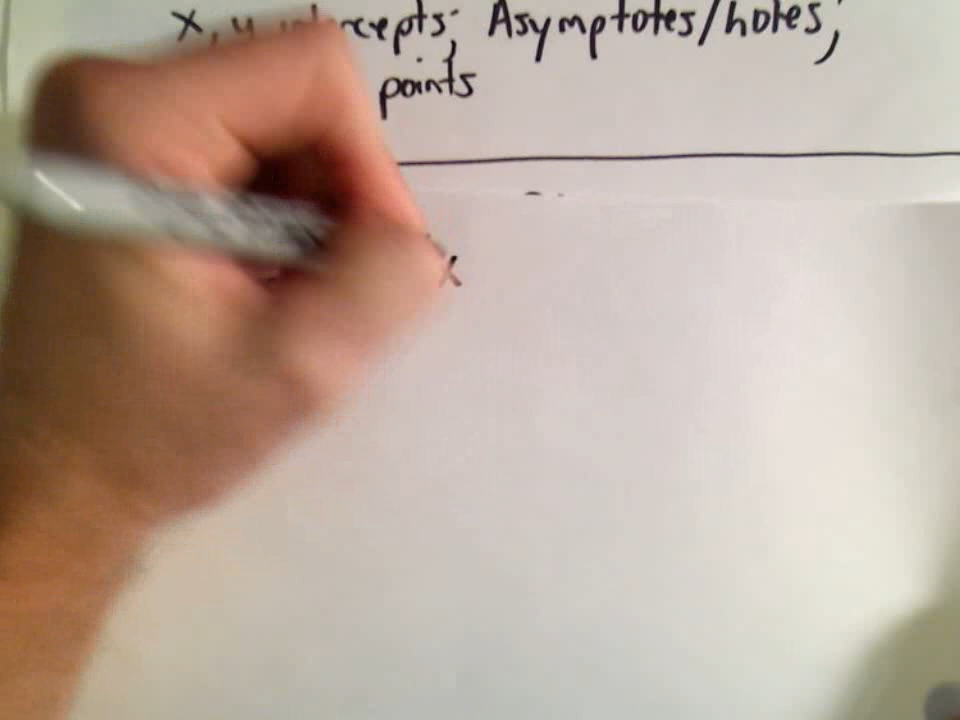 x, y intercepts; Asymptotes/holes;
points
x